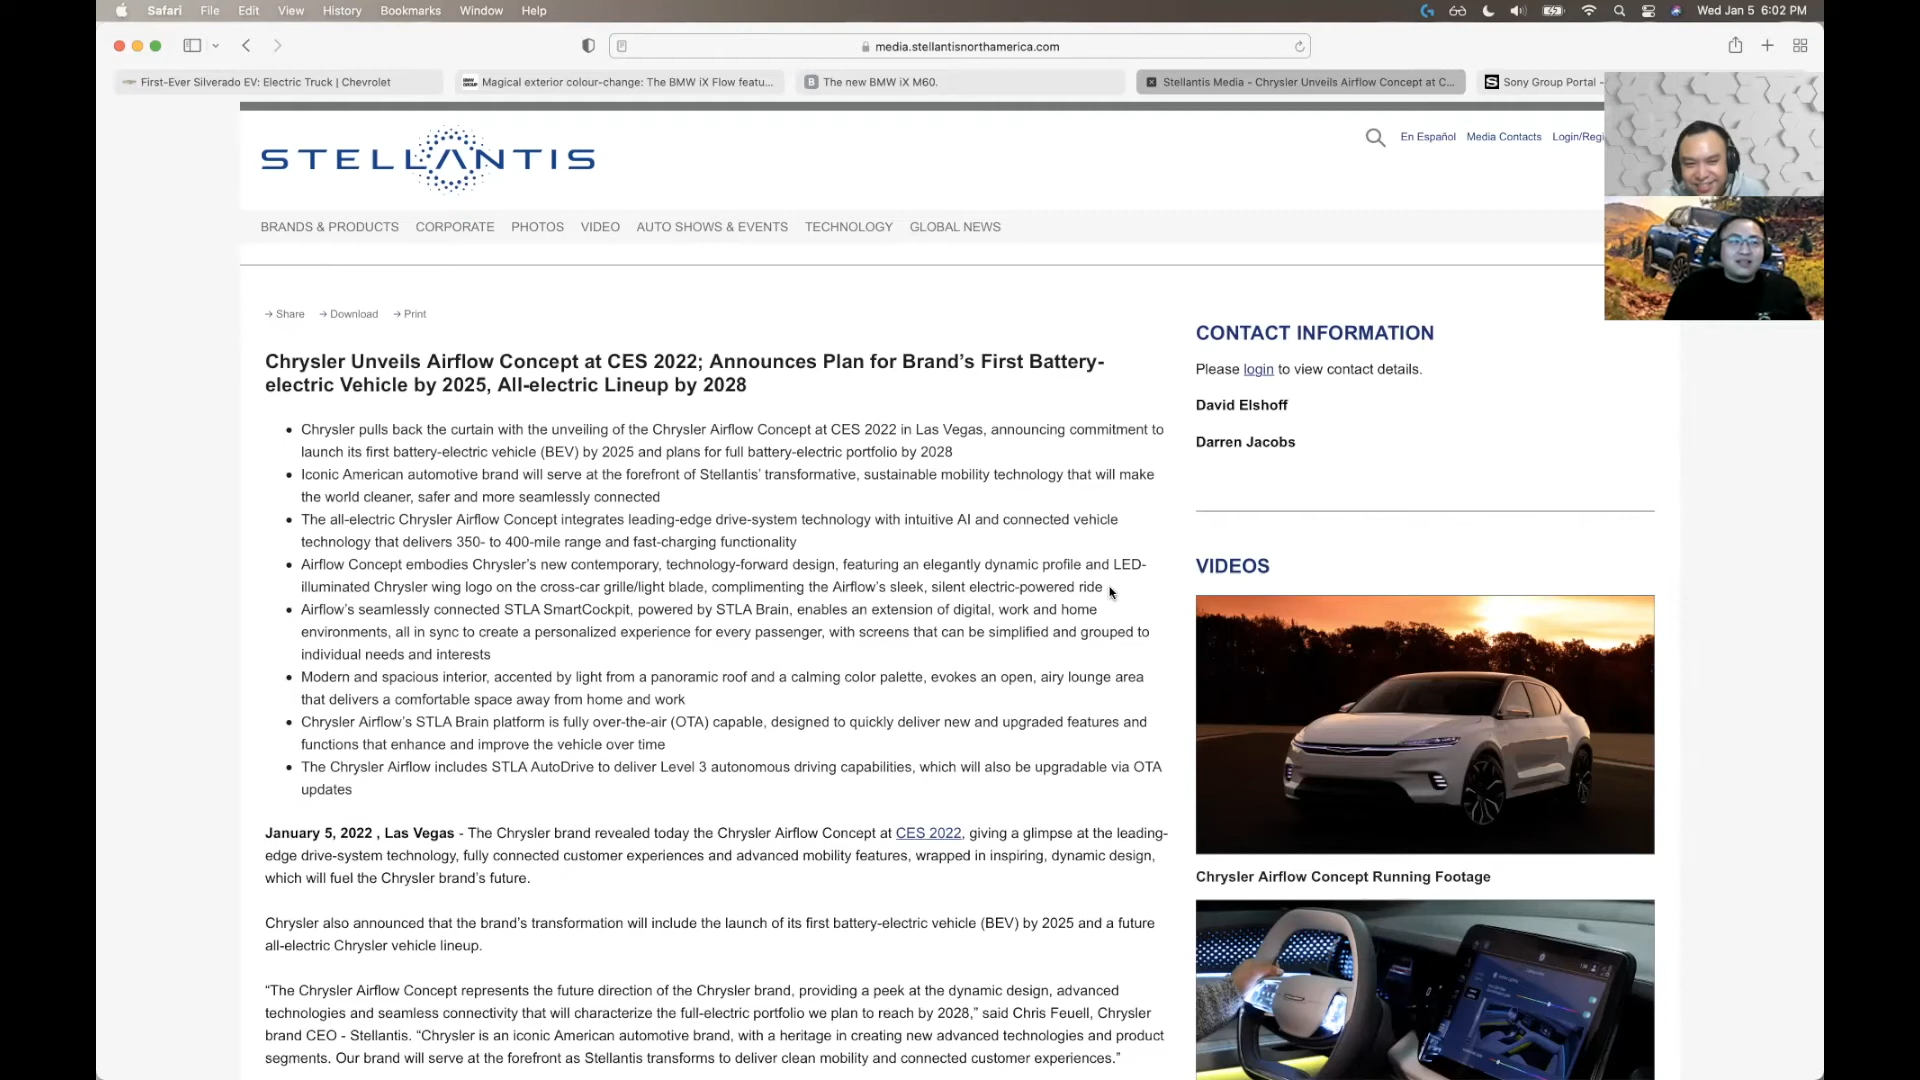 Safari File Edit View History Bookmarks Window Help Wed Jan 5 6:02 PM
media.stellantisnorthamerica.com
First-Ever Silverado EV: Electric Truck | Chevrolet
Magical exterior colour-change: The BMW iX Flow featu...
The new BMW iX M60.
Stellantis Media - Chrysler Unveils Airflow Concept at C...
Sony Group Portal -
STELLANTIS
En Español Media Contacts Login/Regi
BRANDS & PRODUCTS CORPORATE PHOTOS VIDEO AUTO SHOWS & EVENTS TECHNOLOGY GLOBAL NEWS
→ Share → Download → Print
Chrysler Unveils Airflow Concept at CES 2022; Announces Plan for Brand's First Battery-
electric Vehicle by 2025, All-electric Lineup by 2028
• Chrysler pulls back the curtain with the unveiling of the Chrysler Airflow Concept at CES 2022 in Las Vegas, announcing commitment to
launch its first battery-electric vehicle (BEV) by 2025 and plans for full battery-electric portfolio by 2028
• Iconic American automotive brand will serve at the forefront of Stellantis' transformative, sustainable mobility technology that will make
the world cleaner, safer and more seamlessly connected
• The all-electric Chrysler Airflow Concept integrates leading-edge drive-system technology with intuitive AI and connected vehicle
technology that delivers 350- to 400-mile range and fast-charging functionality
• Airflow Concept embodies Chrysler's new contemporary, technology-forward design, featuring an elegantly dynamic profile and LED-
illuminated Chrysler wing logo on the cross-car grille/light blade, complimenting the Airflow's sleek, silent electric-powered ride
• Airflow's seamlessly connected STLA SmartCockpit, powered by STLA Brain, enables an extension of digital, work and home
environments, all in sync to create a personalized experience for every passenger, with screens that can be simplified and grouped to
individual needs and interests
• Modern and spacious interior, accented by light from a panoramic roof and a calming color palette, evokes an open, airy lounge area
that delivers a comfortable space away from home and work
• Chrysler Airflow's STLA Brain platform is fully over-the-air (OTA) capable, designed to quickly deliver new and upgraded features and
functions that enhance and improve the vehicle over time
• The Chrysler Airflow includes STLA AutoDrive to deliver Level 3 autonomous driving capabilities, which will also be upgradable via OTA
updates
January 5, 2022 , Las Vegas - The Chrysler brand revealed today the Chrysler Airflow Concept at CES 2022, giving a glimpse at the leading-
edge drive-system technology, fully connected customer experiences and advanced mobility features, wrapped in inspiring, dynamic design,
which will fuel the Chrysler brand's future.
Chrysler also announced that the brand's transformation will include the launch of its first battery-electric vehicle (BEV) by 2025 and a future
all-electric Chrysler vehicle lineup.
“The Chrysler Airflow Concept represents the future direction of the Chrysler brand, providing a peek at the dynamic design, advanced
technologies and seamless connectivity that will characterize the full-electric portfolio we plan to reach by 2028,” said Chris Feuell, Chrysler
brand CEO - Stellantis. “Chrysler is an iconic American automotive brand, with a heritage in creating new advanced technologies and product
segments. Our brand will serve at the forefront as Stellantis transforms to deliver clean mobility and connected customer experiences.”
CONTACT INFORMATION
Please login to view contact details.
David Elshoff
Darren Jacobs
VIDEOS
Chrysler Airflow Concept Running Footage